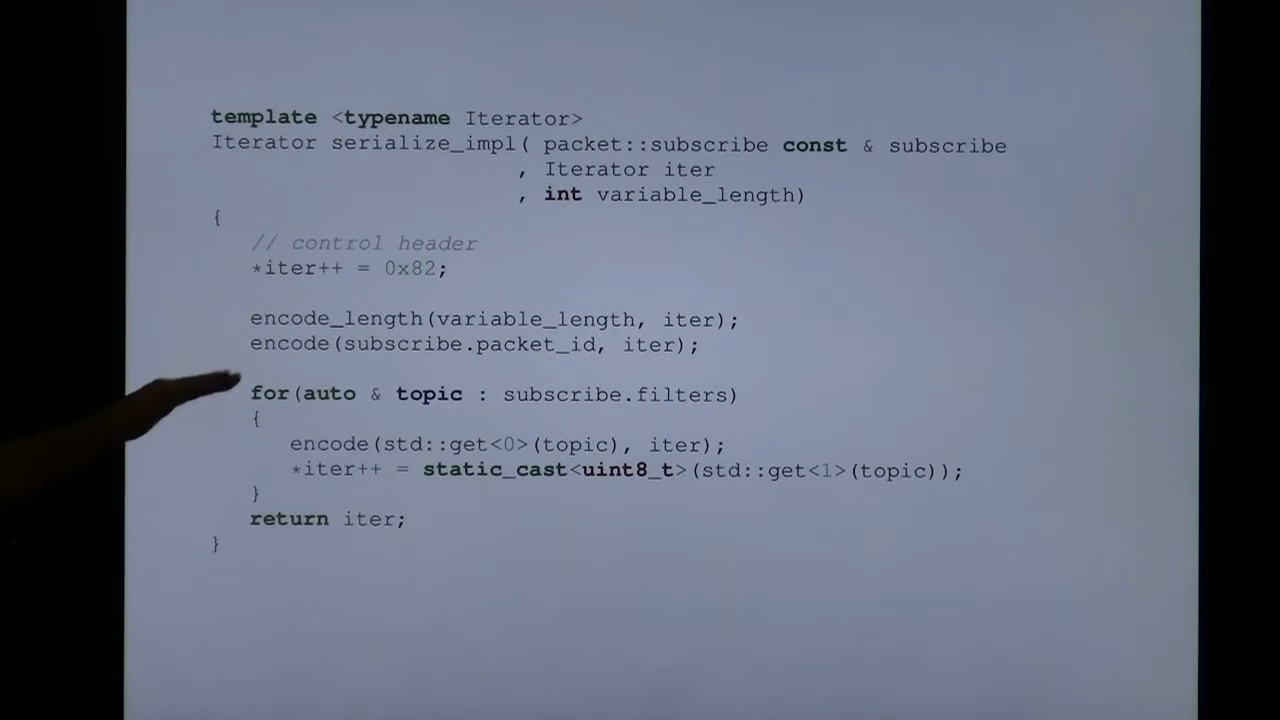 template <typename Iterator>
Iterator serialize_impl( packet::subscribe const & subscribe
, Iterator iter
, int variable_length)
{
// control header
*iter++ = 0x82;
encode_length(variable_length, iter);
encode(subscribe.packet_id, iter);
for(auto & topic : subscribe.filters)
{
encode(std::get<0>(topic), iter);
*iter++ = static_cast<uint8_t>(std::get<1>(topic));
}
return iter;
}